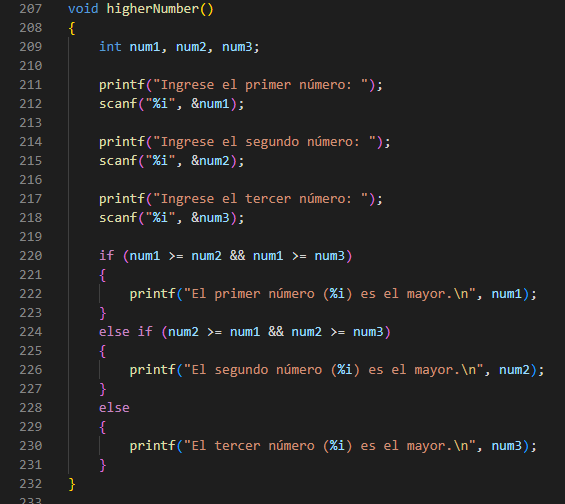 207 void higherNumber()
208 {
209     int num1, num2, num3;
210
211     printf("Ingrese el primer número: ");
212     scanf("%i", &num1);
213
214     printf("Ingrese el segundo número: ");
215     scanf("%i", &num2);
216
217     printf("Ingrese el tercer número: ");
218     scanf("%i", &num3);
219
220     if (num1 >= num2 && num1 >= num3)
221     {
222         printf("El primer número (%i) es el mayor.\n", num1);
223     }
224     else if (num2 >= num1 && num2 >= num3)
225     {
226         printf("El segundo número (%i) es el mayor.\n", num2);
227     }
228     else
229     {
230         printf("El tercer número (%i) es el mayor.\n", num3);
231     }
232 }
233